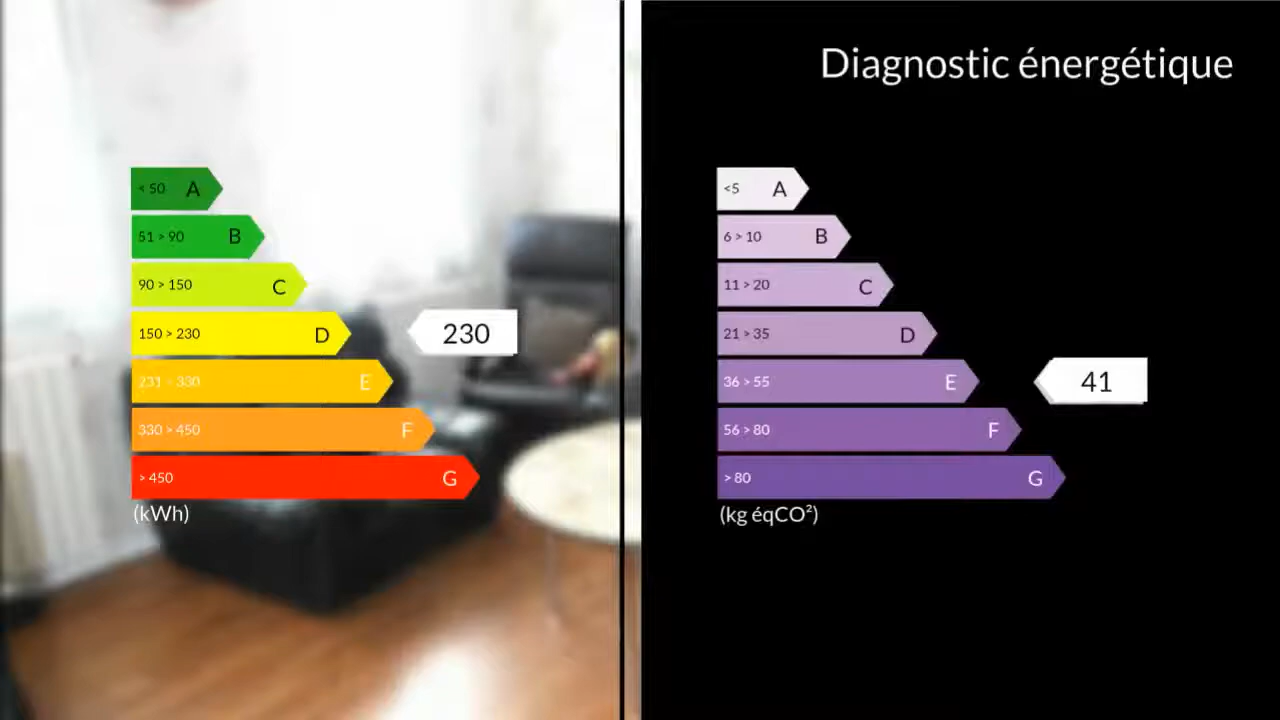 Diagnostic énergétique
< 50 A
51 > 90 B
90 > 150 C
150 > 230 D
230
231 > 330 E
330 > 450 F
> 450 G
(kWh)
<5 A
6 > 10 B
11 > 20 C
21 > 35 D
36 > 55 E
41
56 > 80 F
> 80 G
(kg éqCO²)